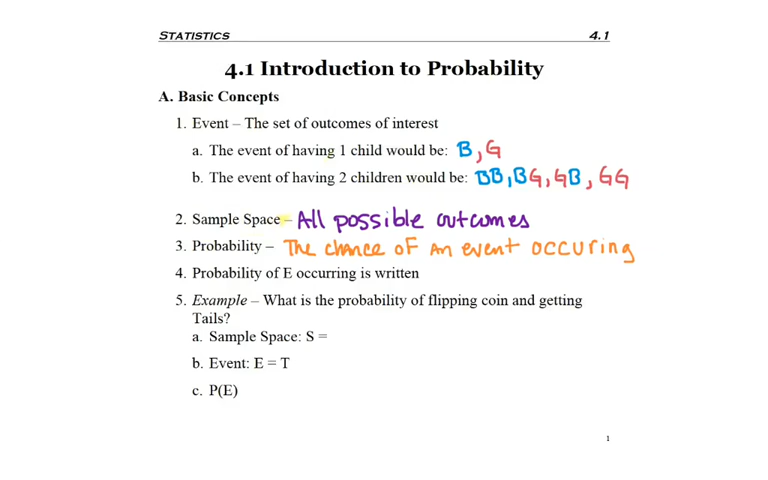 STATISTICS 4.1
4.1 Introduction to Probability
A. Basic Concepts
1. Event – The set of outcomes of interest
a. The event of having 1 child would be: B, G
b. The event of having 2 children would be: BB, BG, GB, GG
2. Sample Space – All possible outcomes
3. Probability – The chance of an event occuring
4. Probability of E occurring is written
5. Example – What is the probability of flipping coin and getting
Tails?
a. Sample Space: S =
b. Event: E = T
c. P(E)
1